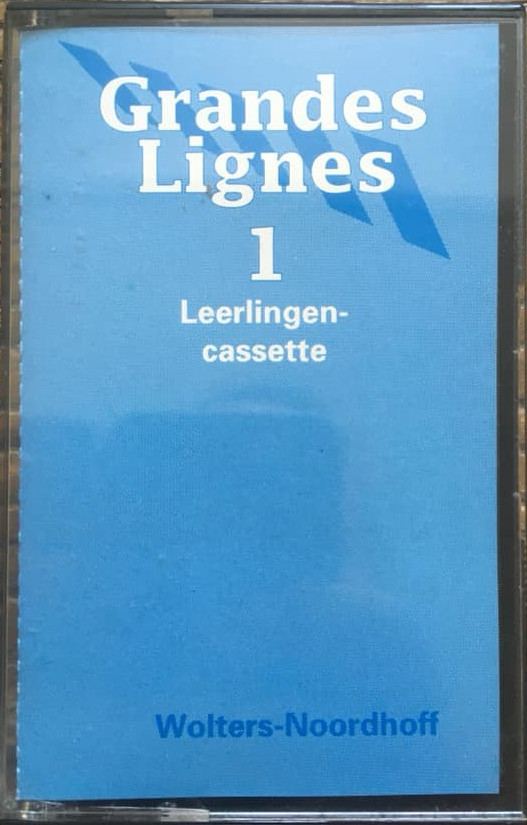 Grandes
Lignes
1
Leerlingen-
cassette
Wolters-Noordhoff